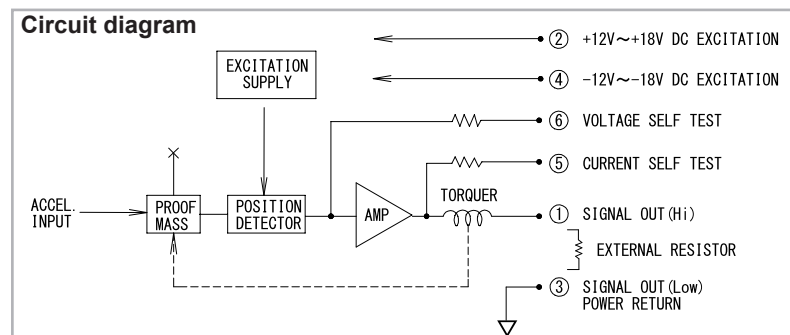 Circuit diagram
② +12V～+18V DC EXCITATION
EXCITATION
SUPPLY
④ -12V～-18V DC EXCITATION
⑥ VOLTAGE SELF TEST
⑤ CURRENT SELF TEST
ACCEL.
INPUT
PROOF
MASS
POSITION
DETECTOR
AMP
TORQUER
① SIGNAL OUT(Hi)
EXTERNAL RESISTOR
③ SIGNAL OUT(Low)
POWER RETURN